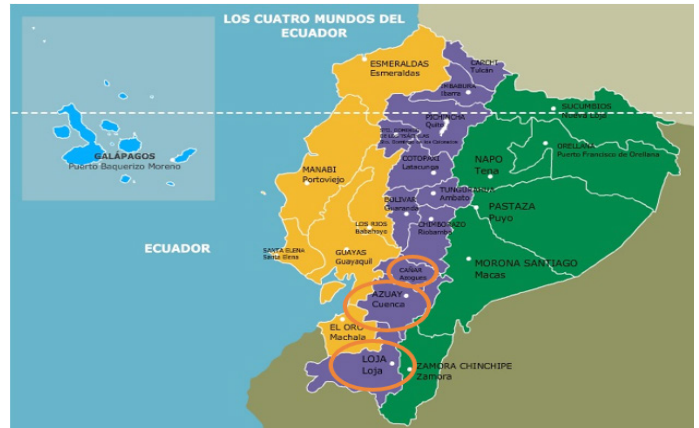 LOS CUATRO MUNDOS DEL
ECUADOR
ESMERALDAS
Esmeraldas
CARCHI
Tulcán
IMBABURA
Ibarra
SUCUMBIOS
Nueva Loja
PICHINCHA
Quito
ORELLANA
Puerto Francisco de Orellana
GALÁPAGOS
Puerto Baquerizo Moreno
MANABI
Portoviejo
COTOPAXI
Latacunga
NAPO
Tena
TUNGURAHUA
Ambato
BOLIVAR
Guaranda
PASTAZA
Puyo
LOS RIOS
Babahoyo
CHIMBORAZO
Riobamba
ECUADOR
SANTA ELENA
Santa Elena
GUAYAS
Guayaquil
MORONA SANTIAGO
Macas
CAÑAR
Azogues
AZUAY
Cuenca
EL ORO
Machala
LOJA
Loja
ZAMORA CHINCHIPE
Zamora